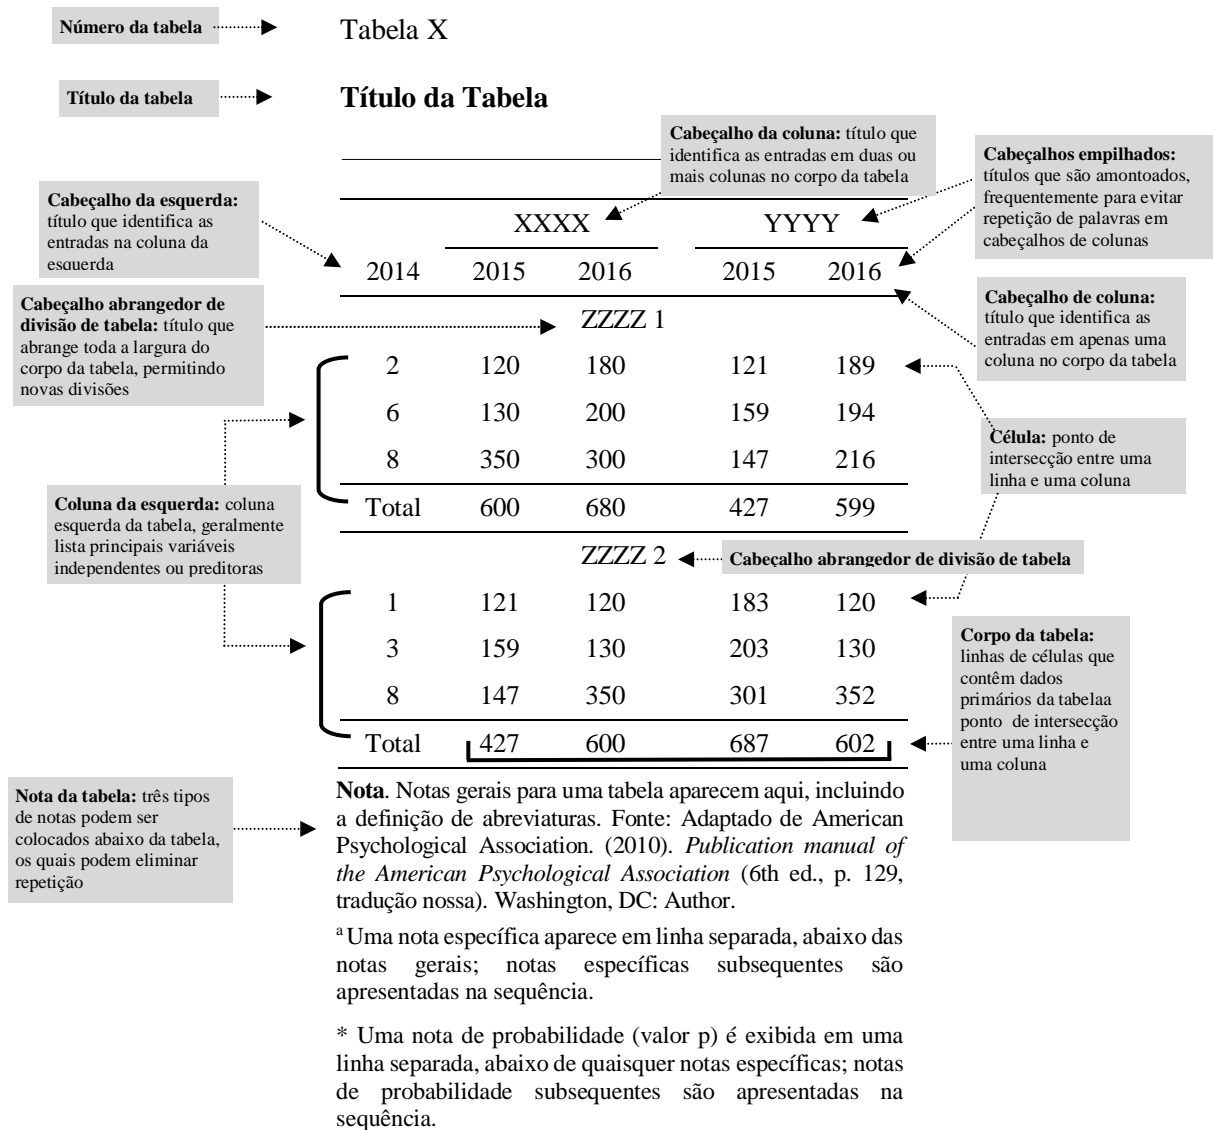 Número da tabela
Tabela X
Título da tabela
Título da Tabela
Cabeçalho da coluna: título que
identifica as entradas em duas ou
mais colunas no corpo da tabela
Cabeçalhos empilhados:
títulos que são amontoados,
frequentemente para evitar
repetição de palavras em
cabeçalhos de colunas
Cabeçalho da esquerda:
título que identifica as
entradas na coluna da
esquerda
XXXX YYYY
2014 2015 2016 2015 2016
Cabeçalho de coluna:
título que identifica as
entradas em apenas uma
coluna no corpo da tabela
Cabeçalho abrangedor de
divisão de tabela: título que
abrange toda a largura do
corpo da tabela, permitindo
novas divisões
ZZZZ 1
2 120 180 121 189
6 130 200 159 194
8 350 300 147 216
Total 600 680 427 599
Célula: ponto de
intersecção entre uma
linha e uma coluna
Coluna da esquerda: coluna
esquerda da tabela, geralmente
lista principais variáveis
independentes ou preditoras
ZZZZ 2
Cabeçalho abrangedor de divisão de tabela
1 121 120 183 120
3 159 130 203 130
8 147 350 301 352
Total 427 600 687 602
Corpo da tabela:
linhas de células que
contêm dados
primários da tabelaa
ponto de intersecção
entre uma linha e
uma coluna
Nota da tabela: três tipos
de notas podem ser
colocados abaixo da tabela,
os quais podem eliminar
repetição
Nota. Notas gerais para uma tabela aparecem aqui, incluindo
a definição de abreviaturas. Fonte: Adaptado de American
Psychological Association. (2010). Publication manual of
the American Psychological Association (6th ed., p. 129,
tradução nossa). Washington, DC: Author.
a Uma nota específica aparece em linha separada, abaixo das
notas gerais; notas específicas subsequentes são
apresentadas na sequência.
* Uma nota de probabilidade (valor p) é exibida em uma
linha separada, abaixo de quaisquer notas específicas; notas
de probabilidade subsequentes são apresentadas na
sequência.